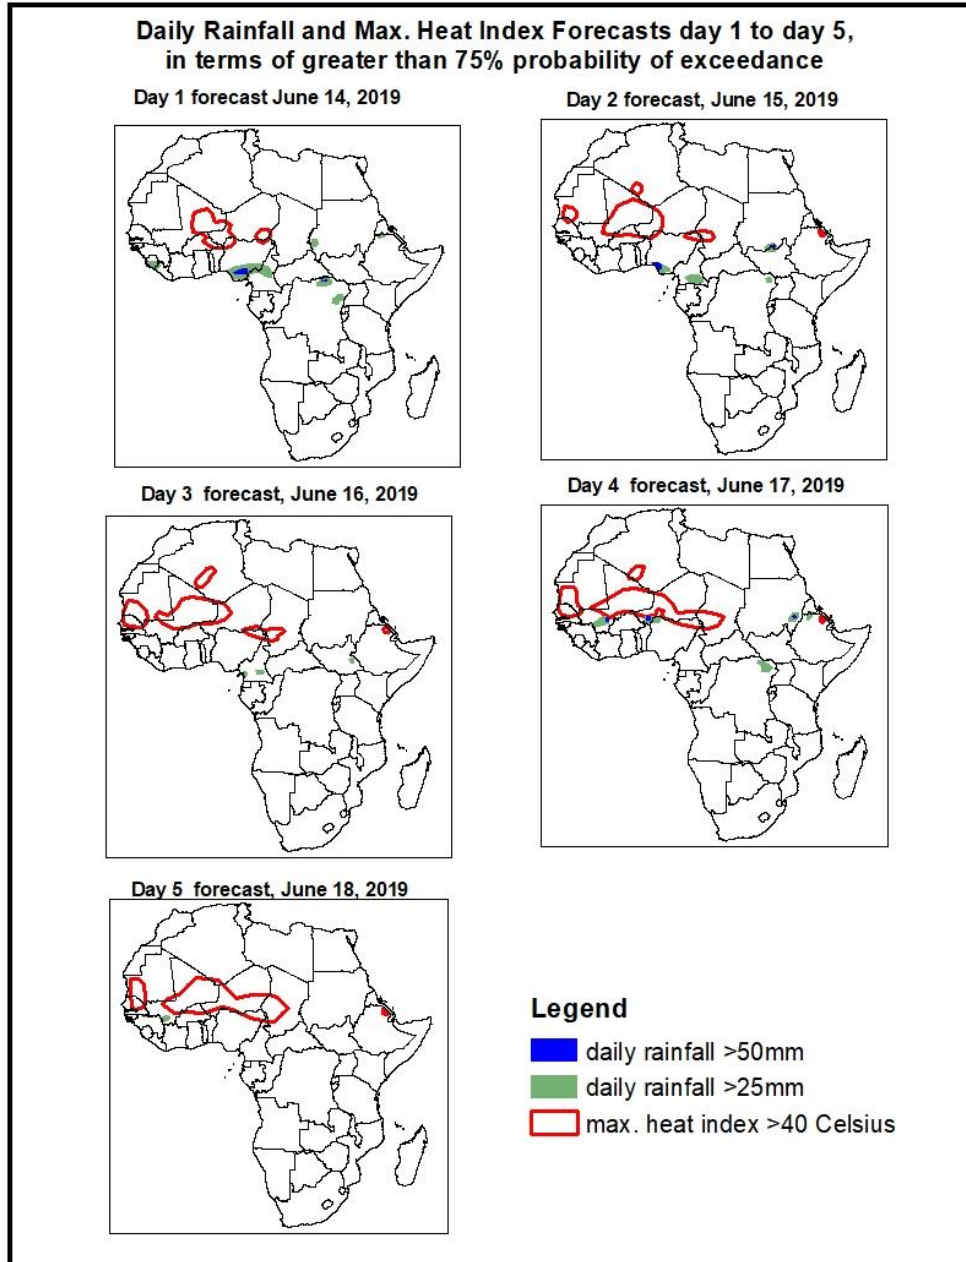 Daily Rainfall and Max. Heat Index Forecasts day 1 to day 5,
in terms of greater than 75% probability of exceedance
Day 1 forecast June 14, 2019
Day 2 forecast, June 15, 2019
Day 3 forecast, June 16, 2019
Day 4 forecast, June 17, 2019
Day 5 forecast, June 18, 2019
Legend
daily rainfall >50mm
daily rainfall >25mm
max. heat index >40 Celsius